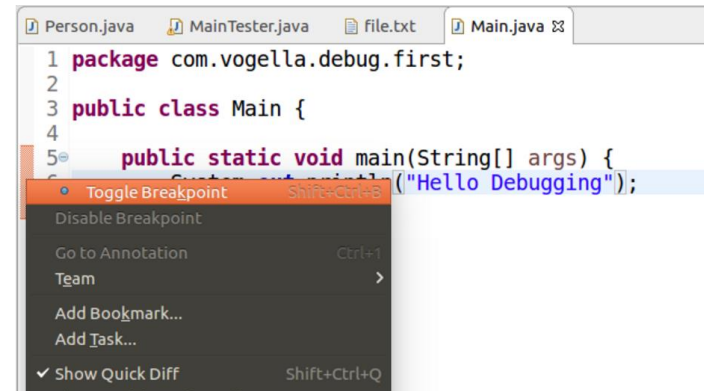 Person.java MainTester.java file.txt Main.java
1 package com.vogella.debug.first;
2
3 public class Main {
4
5 public static void main(String[] args) {
("Hello Debugging");
Toggle Breakpoint Shift+Ctrl+B
Disable Breakpoint
Go to Annotation Ctrl+1
Team
Add Bookmark...
Add Task...
Show Quick Diff Shift+Ctrl+Q